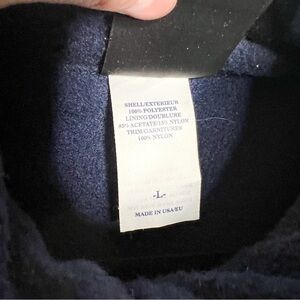 SHELL/EXTERIEUR
100% POLYESTER
LINING/DOUBLURE
85% ACETATE/15% NYLON
TRIM/GARNITURES
100% NYLON
-L-
MADE IN USA/EU